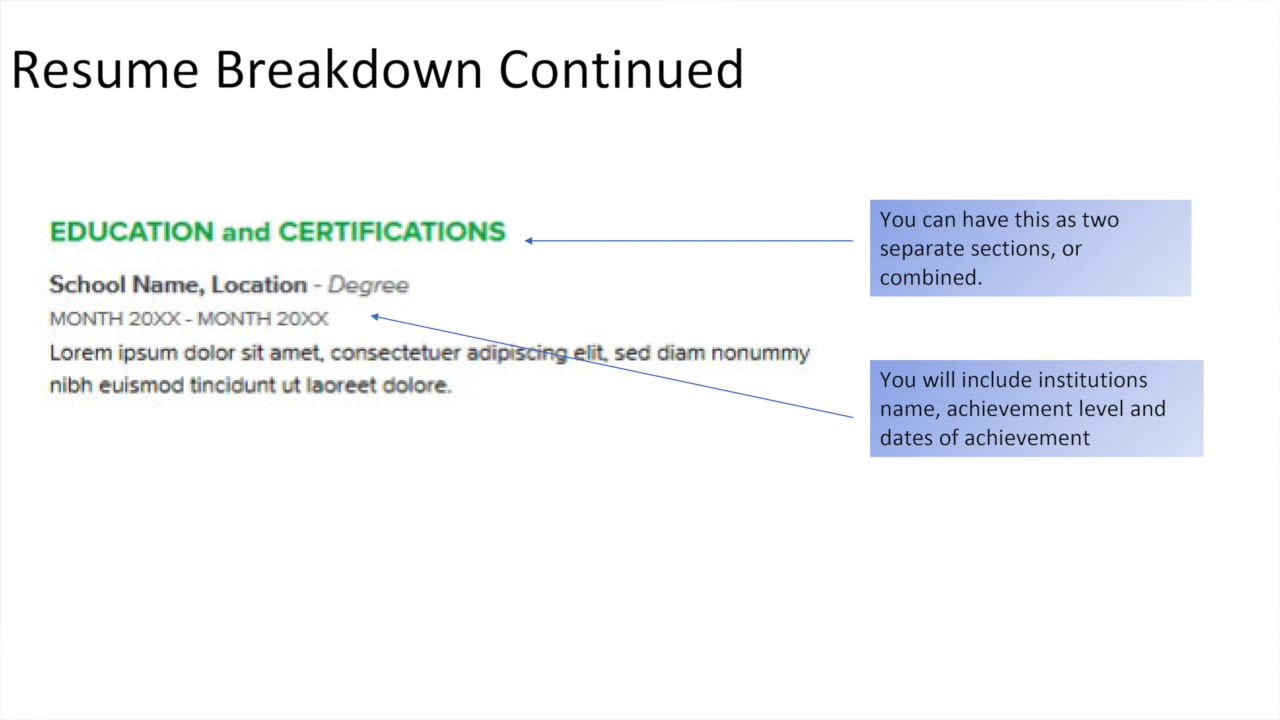 Resume Breakdown Continued
EDUCATION and CERTIFICATIONS
School Name, Location - Degree
MONTH 20XX - MONTH 20XX
Lorem ipsum dolor sit amet, consectetuer adipiscing elit, sed diam nonummy
nibh euismod tincidunt ut laoreet dolore.
You can have this as two
separate sections, or
combined.
You will include institutions
name, achievement level and
dates of achievement